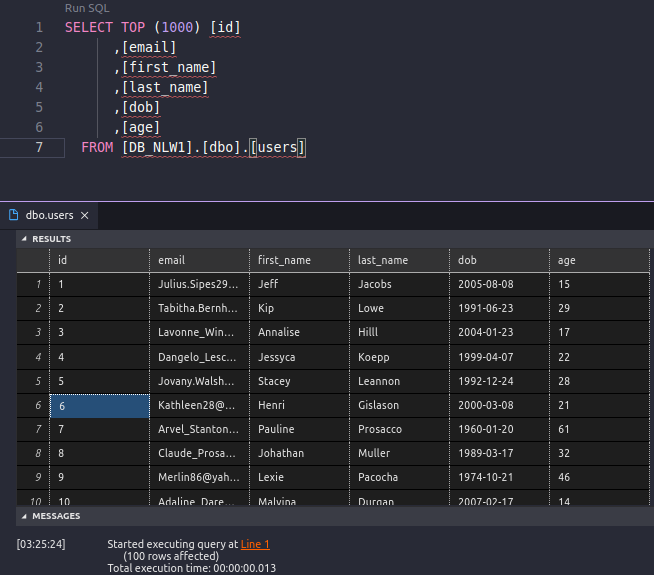 Run SQL
1 SELECT TOP (1000) [id]
2 ,[email]
3 ,[first_name]
4 ,[last_name]
5 ,[dob]
6 ,[age]
7 FROM [DB_NLW1].[dbo].[users]
dbo.users ×
RESULTS
id email first_name last_name dob age
1 1 Julius.Sipes29... Jeff Jacobs 2005-08-08 15
2 2 Tabitha.Bernh... Kip Lowe 1991-06-23 29
3 3 Lavonne_Win... Annalise Hilll 2004-01-23 17
4 4 Dangelo_Lesc... Jessyca Koepp 1999-04-07 22
5 5 Jovany.Walsh... Stacey Leannon 1992-12-24 28
6 6 Kathleen28@... Henri Gislason 2000-03-08 21
7 7 Arvel_Stanton... Pauline Prosacco 1960-01-20 61
8 8 Claude_Prosa... Johathan Muller 1989-03-17 32
9 9 Merlin86@yah... Lexie Pacocha 1974-10-21 46
10 10 Adaline_Dare... Malvina Durgan 2007-02-17 14
MESSAGES
[03:25:24] Started executing query at Line 1
(100 rows affected)
Total execution time: 00:00:00.013